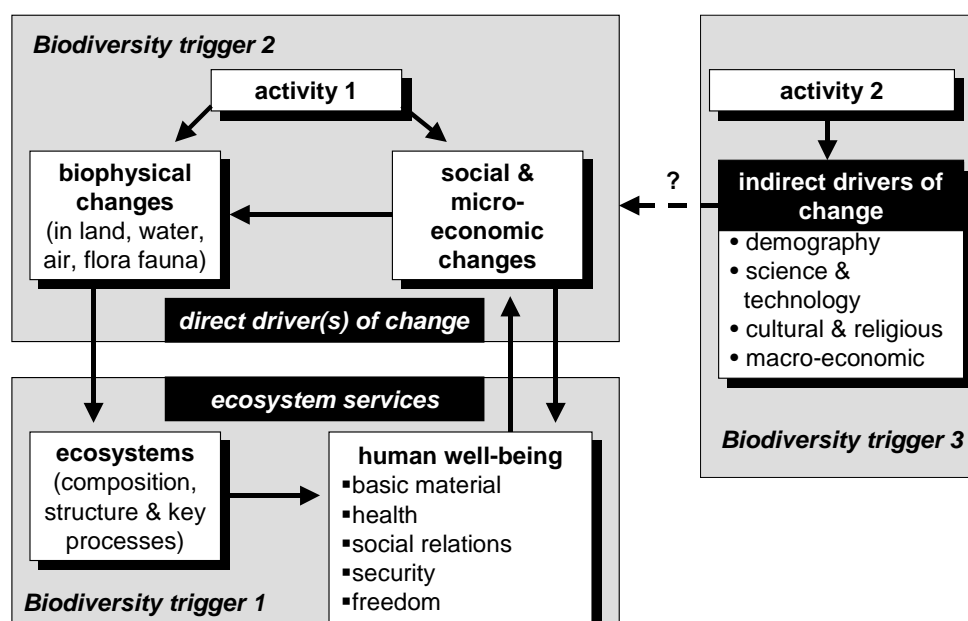 Biodiversity trigger 2
activity 1
biophysical
changes
(in land, water,
air, flora fauna)
social &
micro-
economic
changes
direct driver(s) of change
ecosystem services
ecosystems
(composition,
structure & key
processes)
human well-being
▪basic material
▪health
▪social relations
▪security
▪freedom
Biodiversity trigger 1
?
activity 2
indirect drivers of
change
• demography
• science &
technology
• cultural & religious
• macro-economic
Biodiversity trigger 3